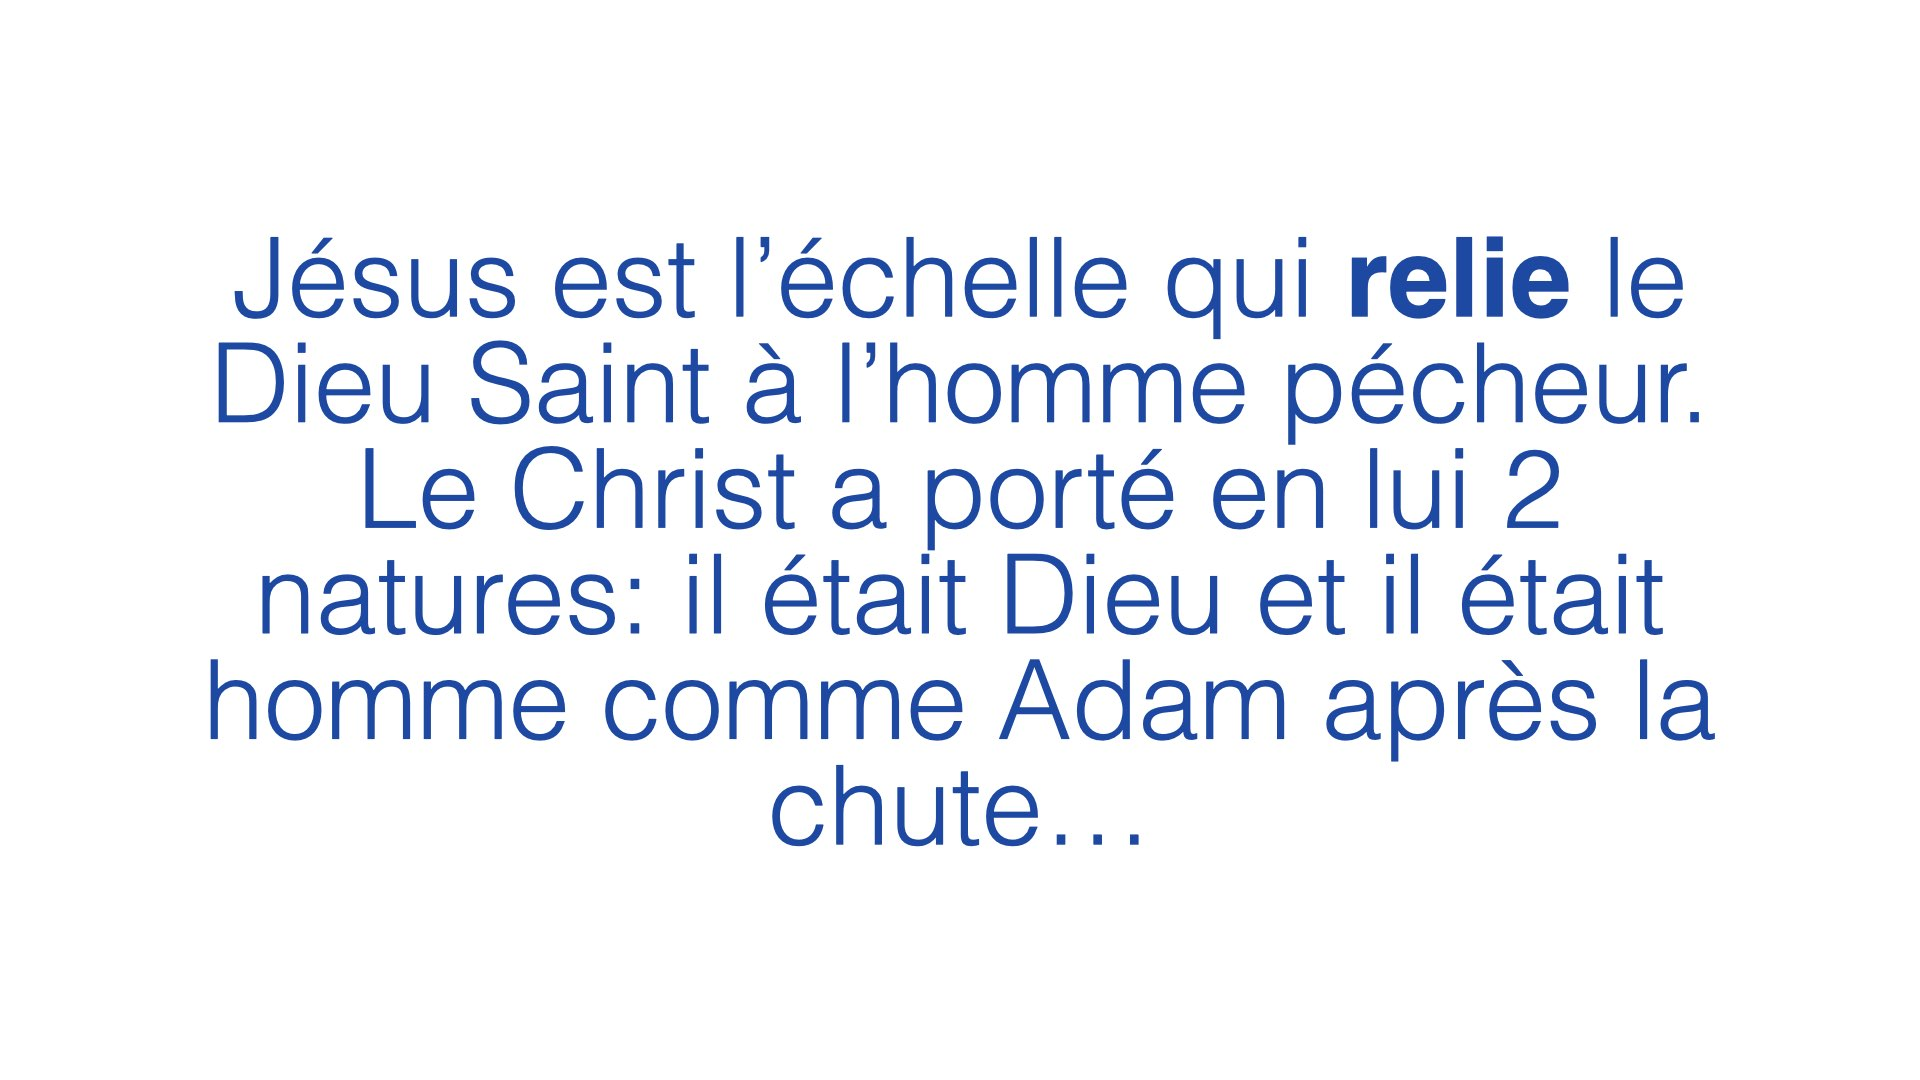 Jésus est l’échelle qui relie le
Dieu Saint à l’homme pécheur.
Le Christ a porté en lui 2
natures: il était Dieu et il était
homme comme Adam après la
chute…